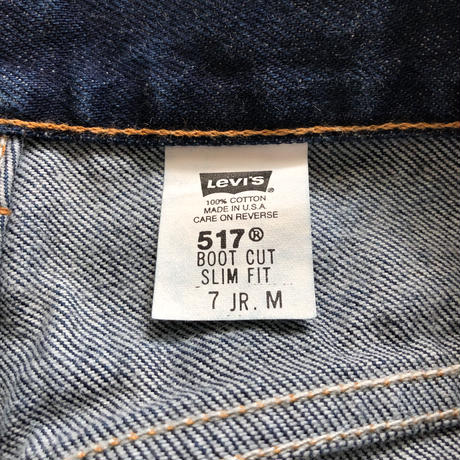 LEVI'S®
100% COTTON
MADE IN U.S.A.
CARE ON REVERSE
517®
BOOT CUT
SLIM FIT
7 JR. M